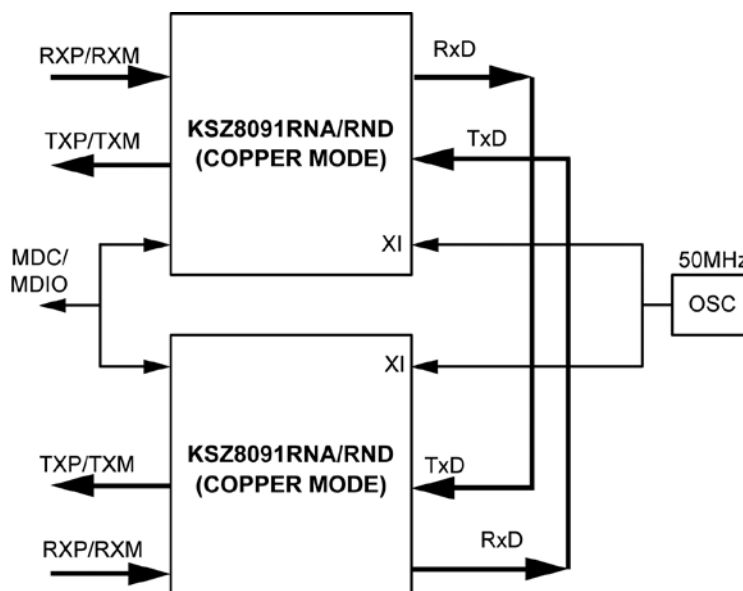 RXP/RXM
RxD
KSZ8091RNA/RND
(COPPER MODE)
TXP/TXM
TxD
XI
MDC/
MDIO
50MHz
OSC
XI
KSZ8091RNA/RND
(COPPER MODE)
TXP/TXM
TxD
RXP/RXM
RxD